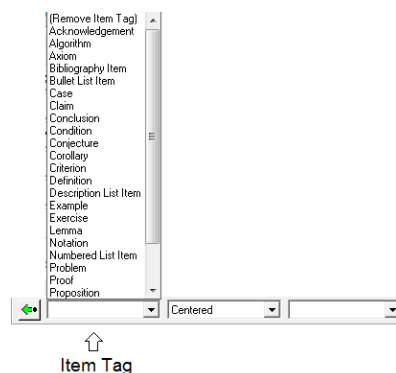 (Remove Item Tag)
Acknowledgement
Algorithm
Axiom
Bibliography Item
Bullet List Item
Case
Claim
Conclusion
Condition
Conjecture
Corollary
Criterion
Definition
Description List Item
Example
Exercise
Lemma
Notation
Numbered List Item
Problem
Proof
Proposition
Centered
Item Tag